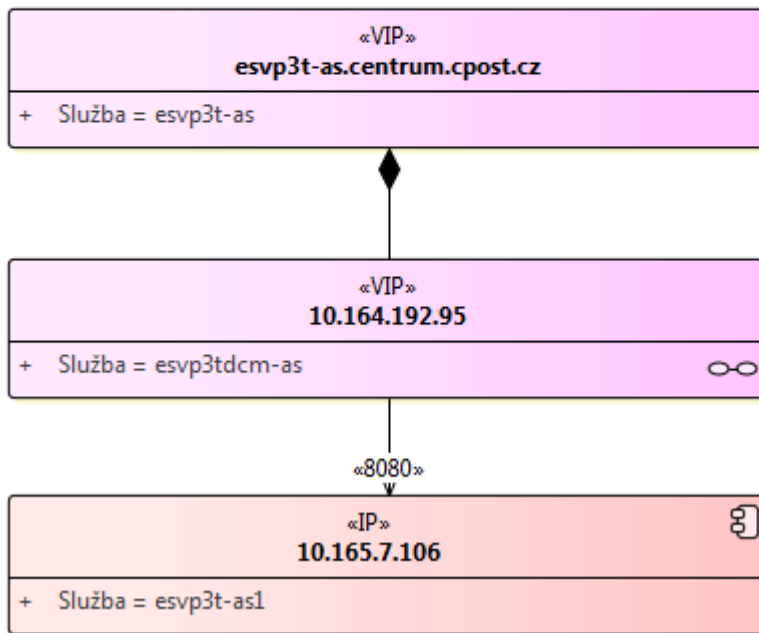 «VIP»
esvp3t-as.centrum.cpost.cz
+ Služba = esvp3t-as
«VIP»
10.164.192.95
+ Služba = esvp3tdcm-as
«8080»
«IP»
10.165.7.106
+ Služba = esvp3t-as1